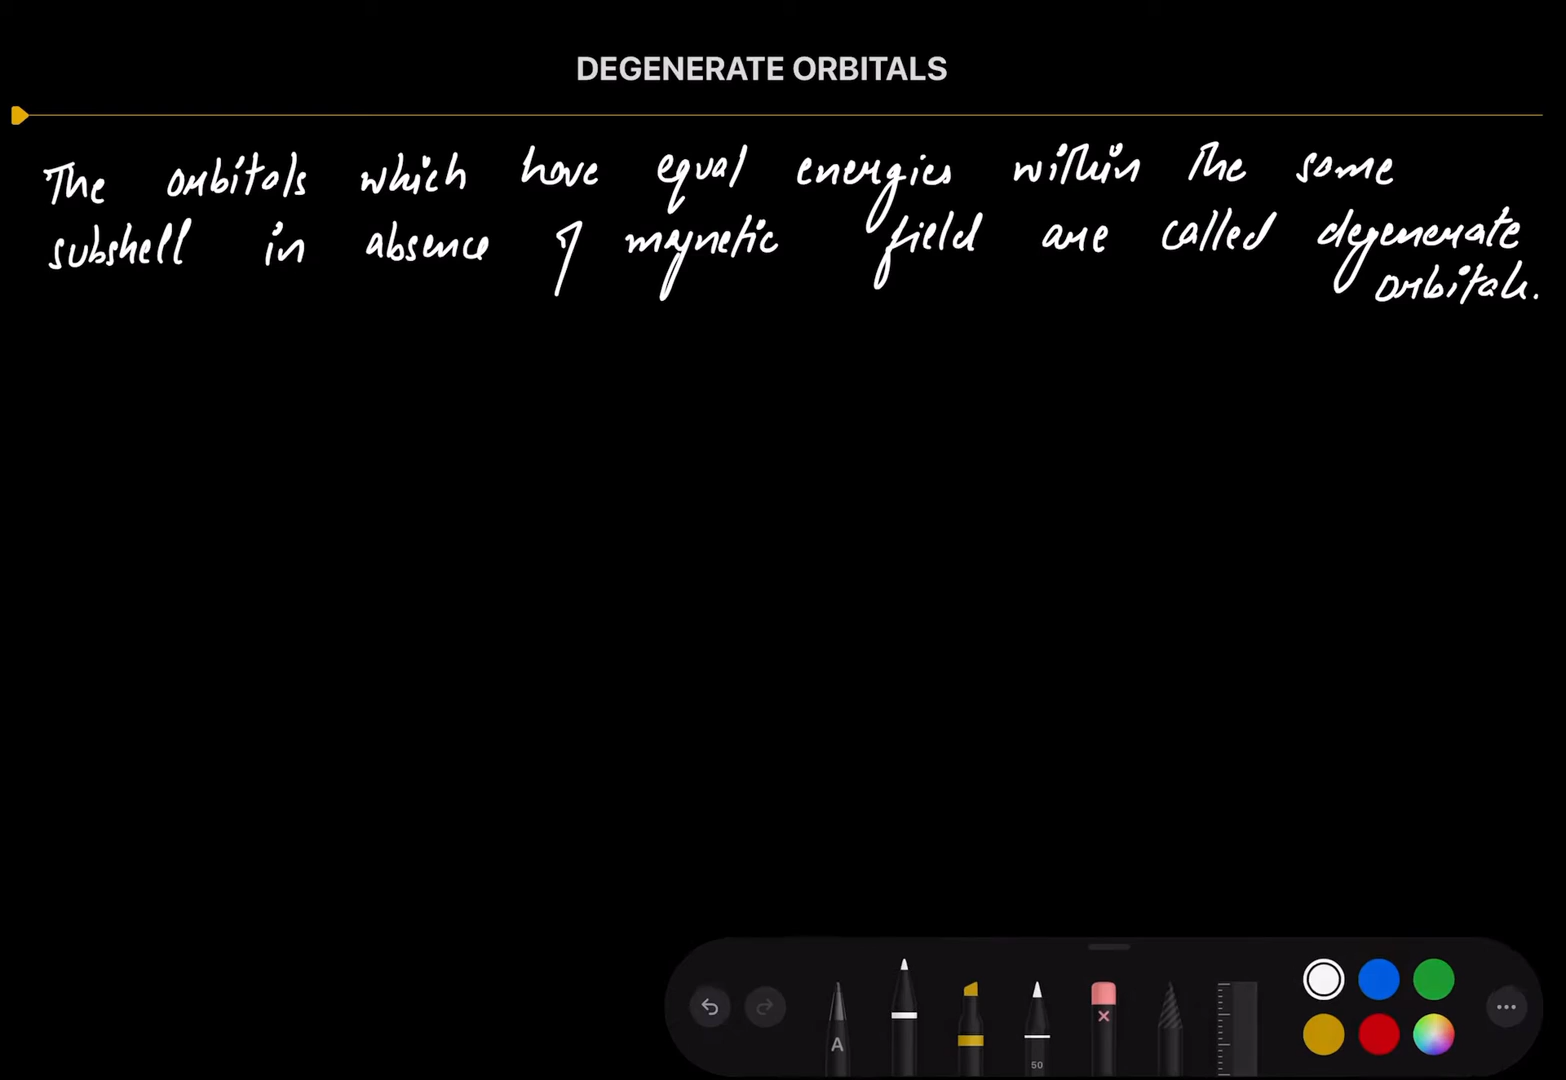 DEGENERATE ORBITALS
The orbitals which have equal energies within the same
subshell in absence of magnetic field are called degenerate
orbitals.
A
50